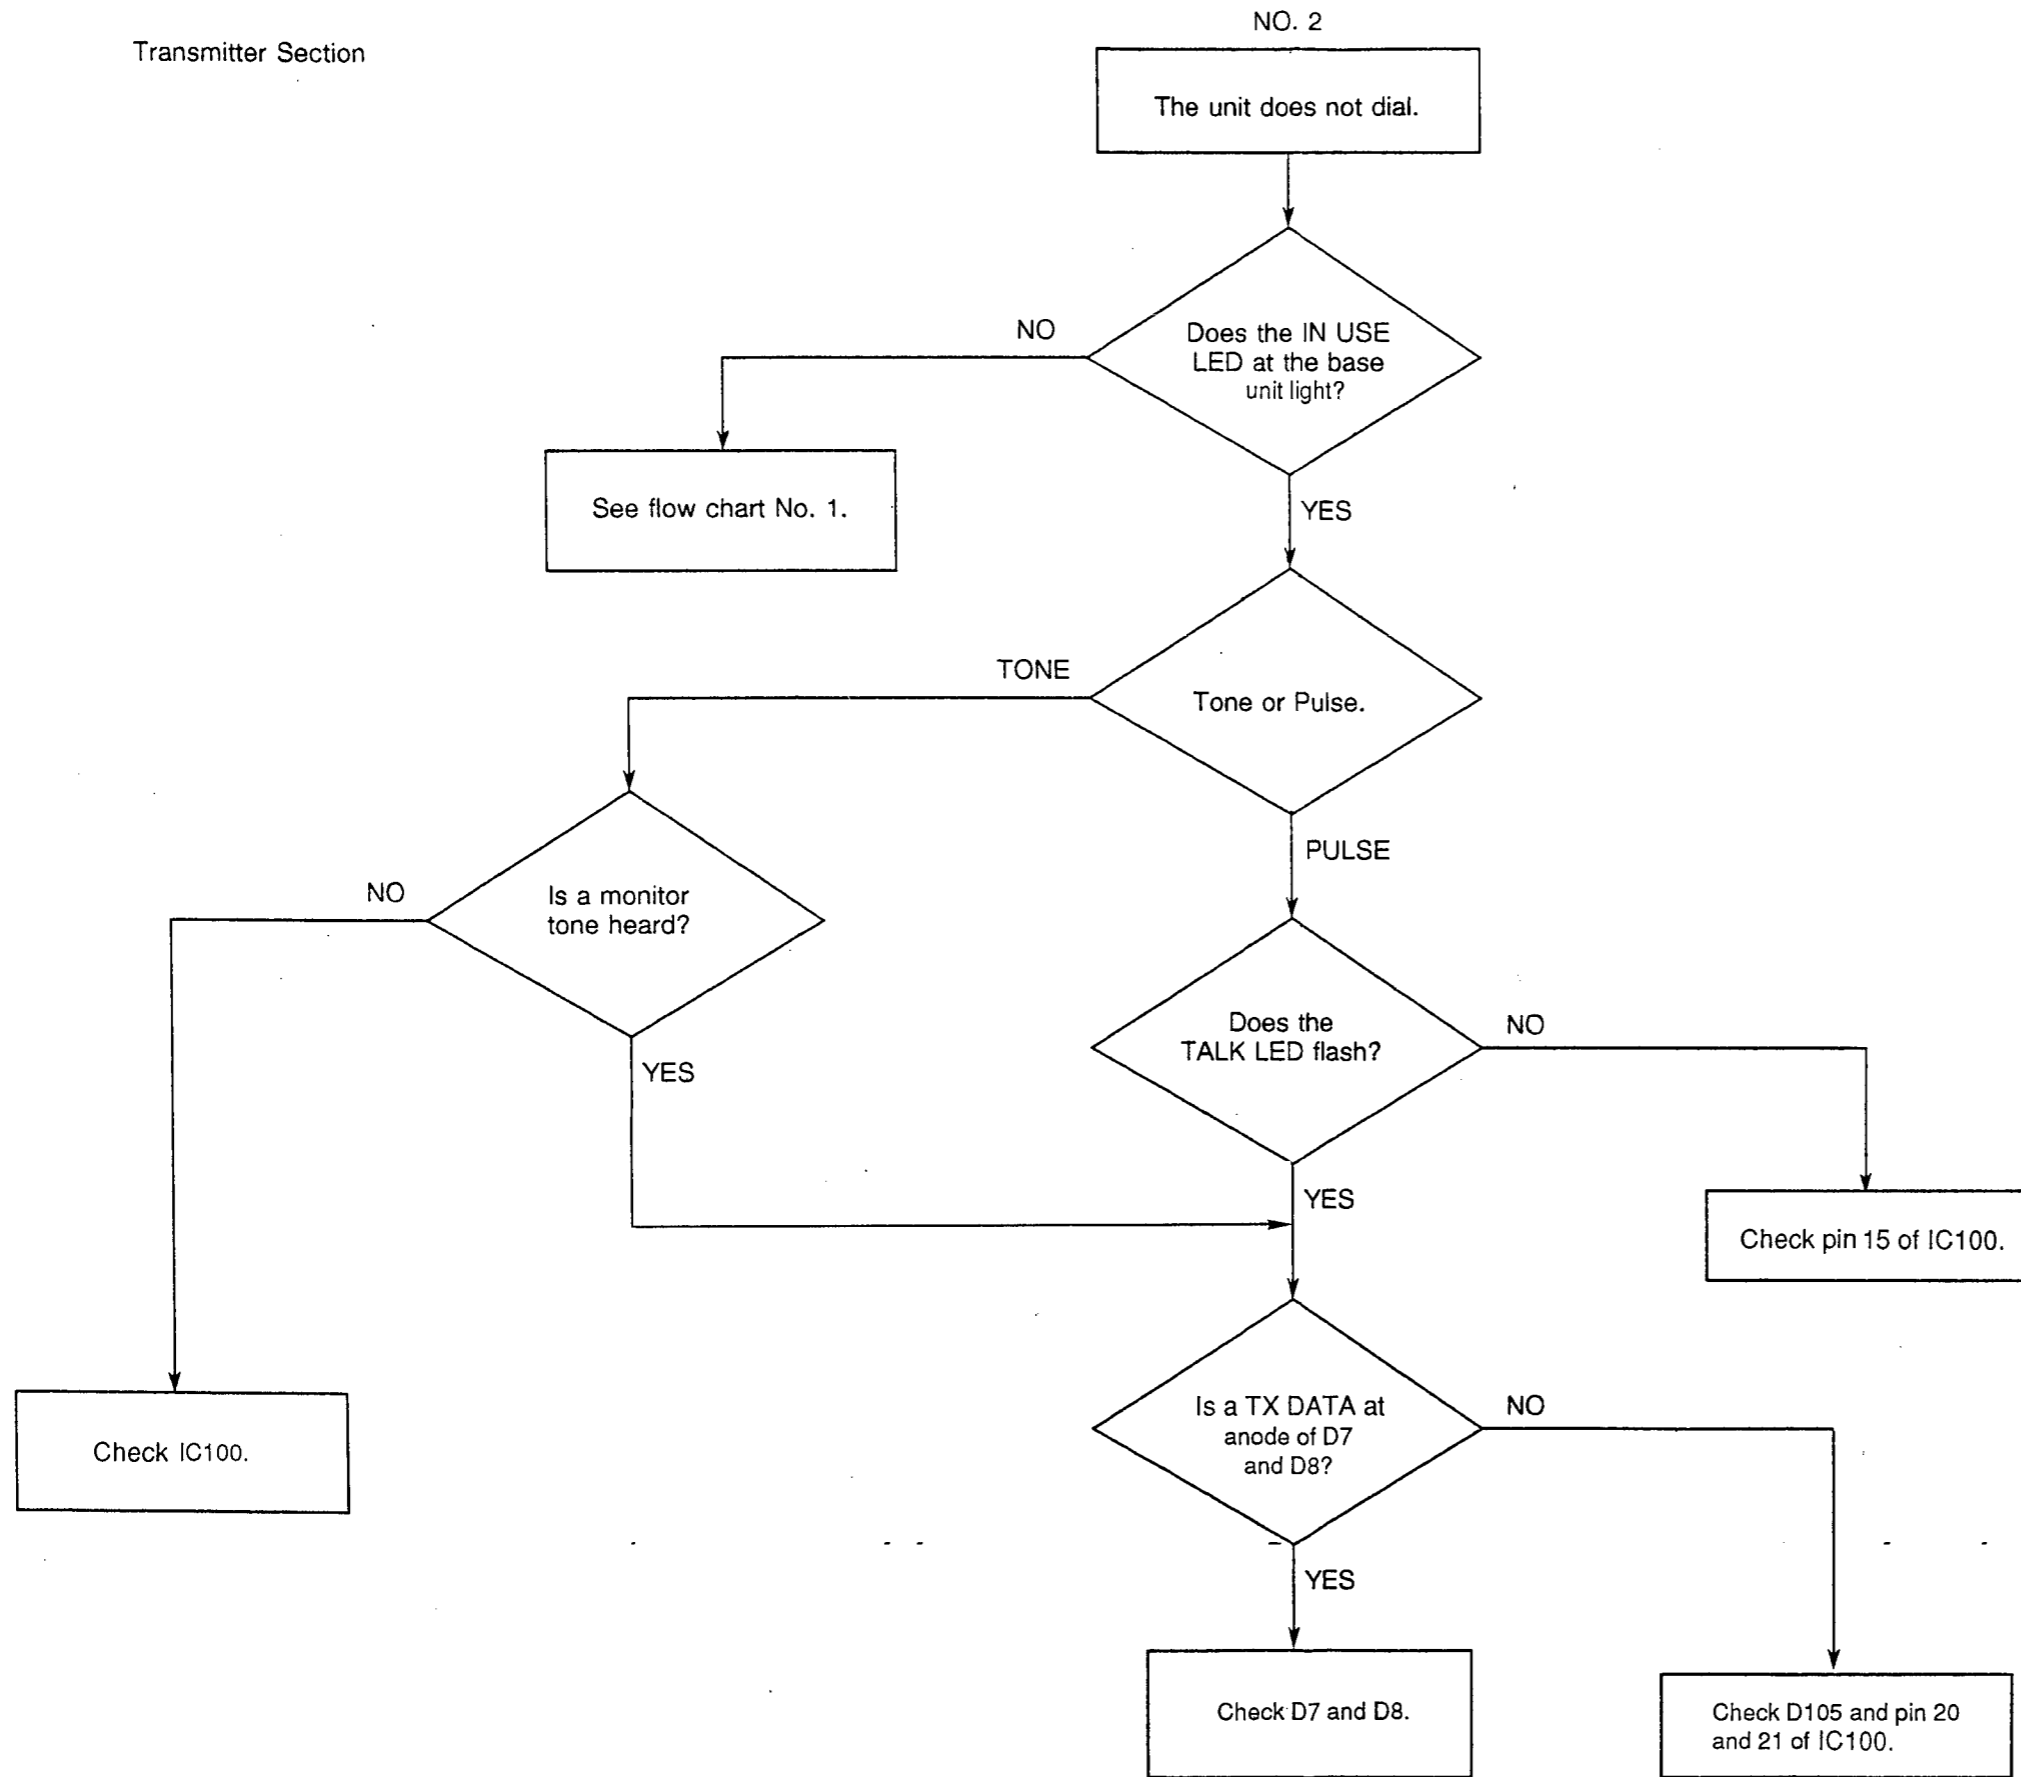 NO. 2
Transmitter Section
The unit does not dial.
NO
Does the IN USE
LED at the base
unit light?
See flow chart No. 1.
YES
TONE
Tone or Pulse.
PULSE
NO
Is a monitor
tone heard?
YES
Does the
TALK LED flash?
NO
YES
Check pin 15 of IC100.
Check IC100.
Is a TX DATA at
anode of D7
and D8?
NO
YES
Check D7 and D8.
Check D105 and pin 20
and 21 of IC100.